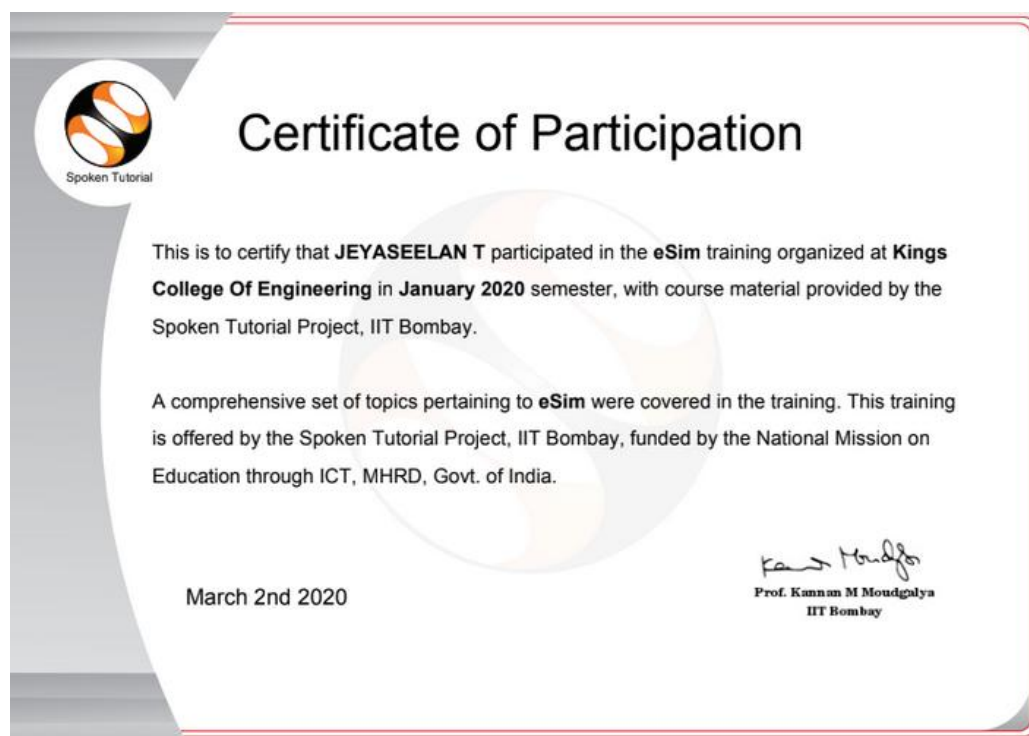 Spoken Tutorial
Certificate of Participation
This is to certify that JEYASEELAN T participated in the eSim training organized at Kings
College Of Engineering in January 2020 semester, with course material provided by the
Spoken Tutorial Project, IIT Bombay.
A comprehensive set of topics pertaining to eSim were covered in the training. This training
is offered by the Spoken Tutorial Project, IIT Bombay, funded by the National Mission on
Education through ICT, MHRD, Govt. of India.
March 2nd 2020
Prof. Kannan M Moudgalya
IIT Bombay